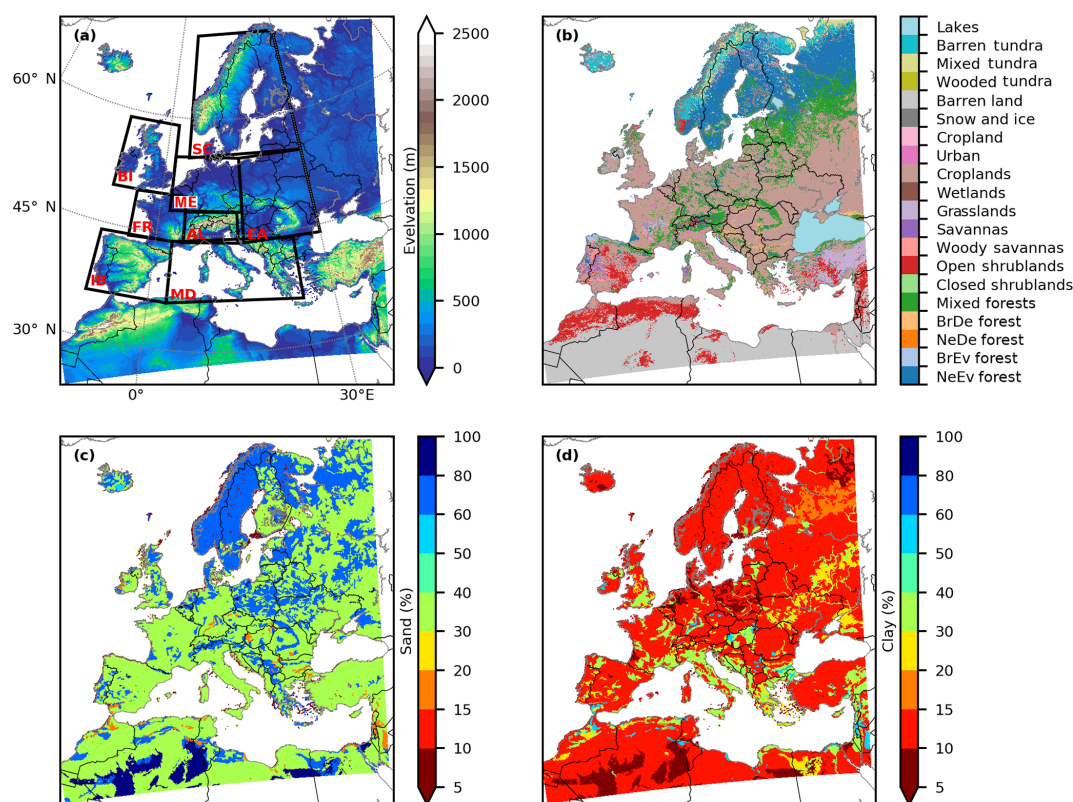 (a)
60° N
45° N
30° N
0°
30°E
SC
BI
ME
FR
AL
EA
IB
MD
2500
2000
1500
1000
500
0
Evelvation (m)
(b)
Lakes
Barren tundra
Mixed tundra
Wooded tundra
Barren land
Snow and ice
Cropland
Urban
Croplands
Wetlands
Grasslands
Savannas
Woody savannas
Open shrublands
Closed shrublands
Mixed forests
BrDe forest
NeDe forest
BrEv forest
NeEv forest
(c)
100
80
60
50
40
30
20
15
10
5
Sand (%)
(d)
100
80
60
50
40
30
20
15
10
5
Clay (%)